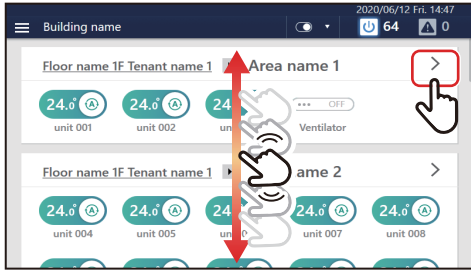 2020/06/12 Fri. 14:47
Building name 64 0
Floor name 1F Tenant name 1 Area name 1
24.0° A 24.0° A 24. OFF
unit 001 unit 002 Ventilator
Floor name 1F Tenant name 1 ame 2
24.0° A 24.0° A 24. 24.0° A 24.0° A
unit 004 unit 005 unit 007 unit 008